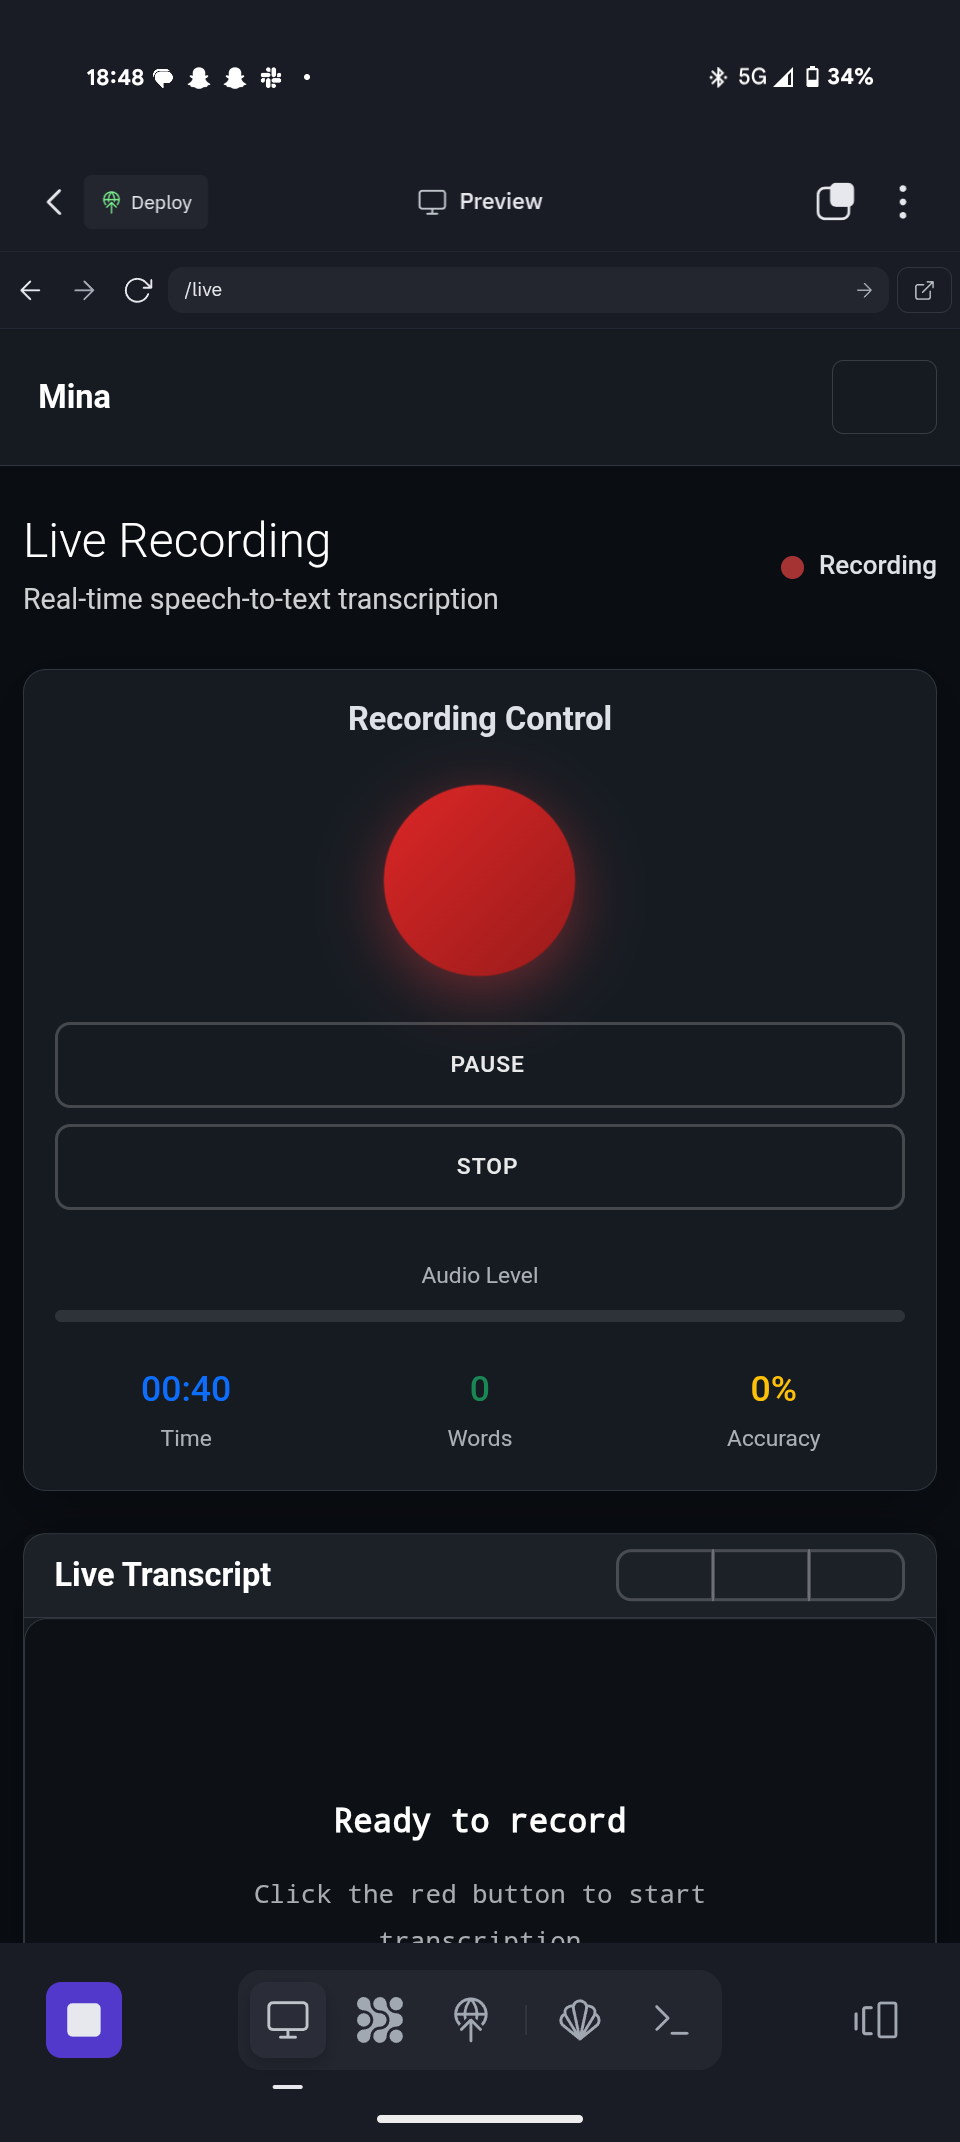 18:48
5G
34%
Deploy
Preview
/live
Mina
Live Recording
Real-time speech-to-text transcription
Recording
Recording Control
PAUSE
STOP
Audio Level
00:40
0
0%
Time
Words
Accuracy
Live Transcript
Ready to record
Click the red button to start
transcription